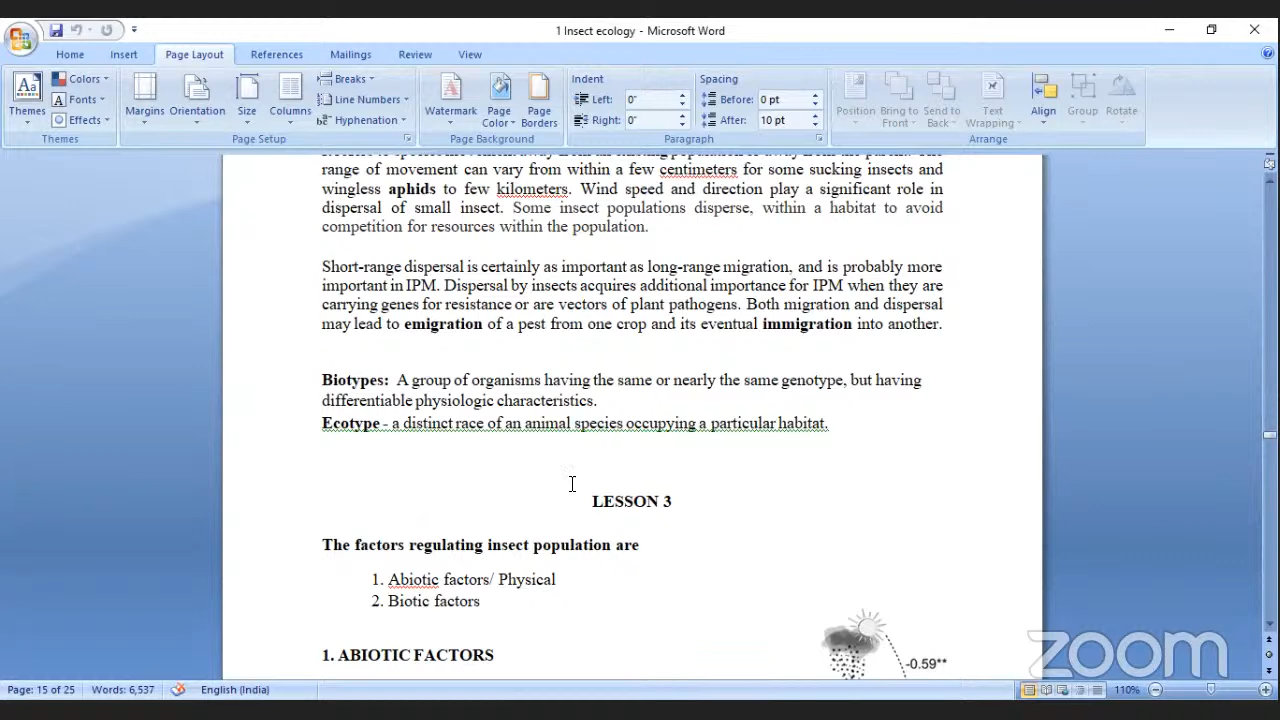 1 Insect ecology - Microsoft Word
Home Insert Page Layout References Mailings Review View
Themes Colors Fonts Effects Themes
Margins Orientation Size Columns Breaks Line Numbers Hyphenation Page Setup
Watermark Page Color Page Borders Page Background
Indent Left: 0" Right: 0" Spacing Before: 0 pt After: 10 pt Paragraph
Position Bring to Front Send to Back Text Wrapping Align Group Rotate Arrange
range of movement can vary from within a few centimeters for some sucking insects and
wingless aphids to few kilometers. Wind speed and direction play a significant role in
dispersal of small insect. Some insect populations disperse, within a habitat to avoid
competition for resources within the population.
Short-range dispersal is certainly as important as long-range migration, and is probably more
important in IPM. Dispersal by insects acquires additional importance for IPM when they are
carrying genes for resistance or are vectors of plant pathogens. Both migration and dispersal
may lead to emigration of a pest from one crop and its eventual immigration into another.
Biotypes: A group of organisms having the same or nearly the same genotype, but having
differentiable physiologic characteristics.
Ecotype - a distinct race of an animal species occupying a particular habitat.
LESSON 3
The factors regulating insect population are
1. Abiotic factors/ Physical
2. Biotic factors
1. ABIOTIC FACTORS
-0.59**
zoom
Page: 15 of 25 Words: 6,537 English (India) 110%